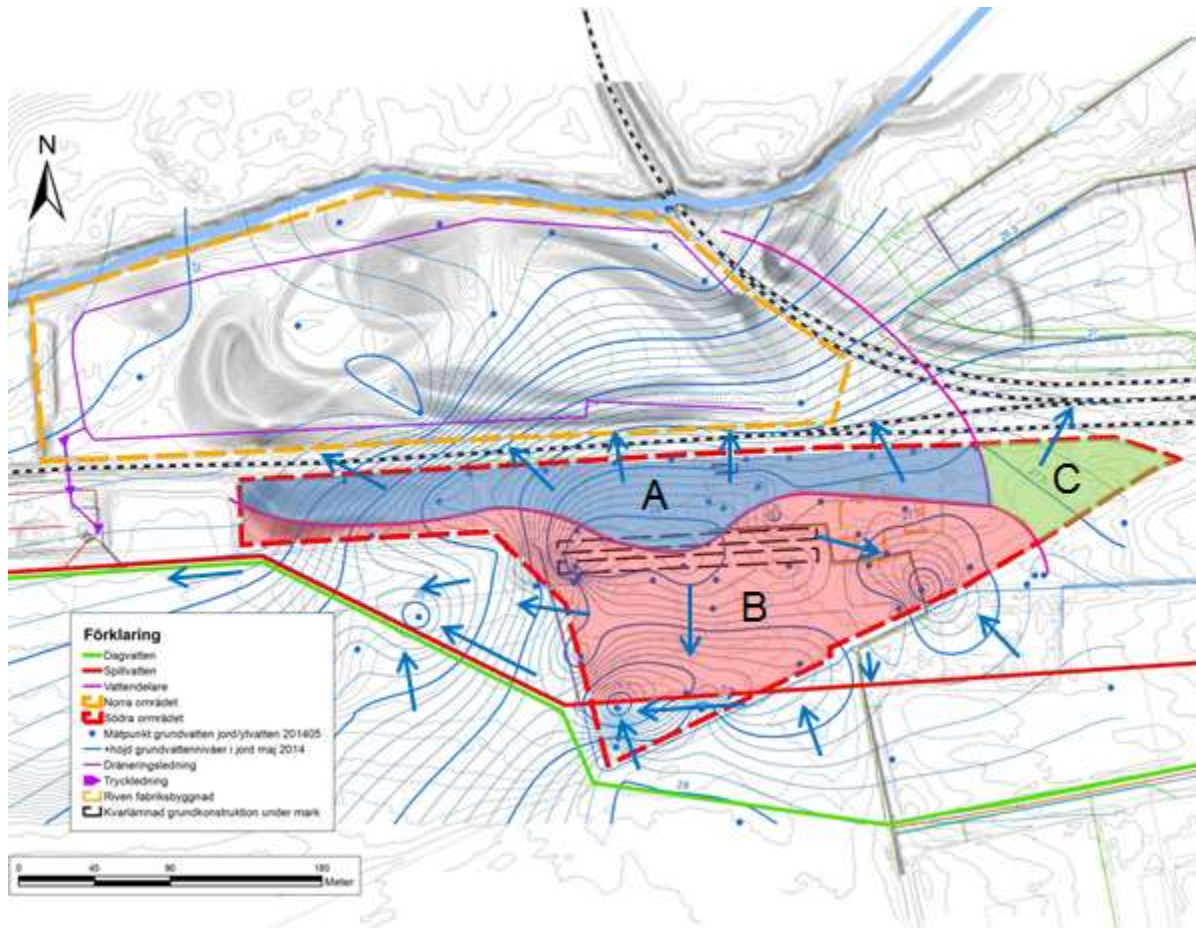 N
A
B
C
28
Förklaring
Dagvatten
Spillvatten
Vattendelare
Norra området
Södra området
Mätpunkt grundvatten jord/ytvatten 201405
+höjd grundvattennivåer i jord maj 2014
Dräneringsledning
Tryckledning
Riven fabriksbyggnad
Kvarlämnad grundkonstruktion under mark
0 45 90 180
Meter